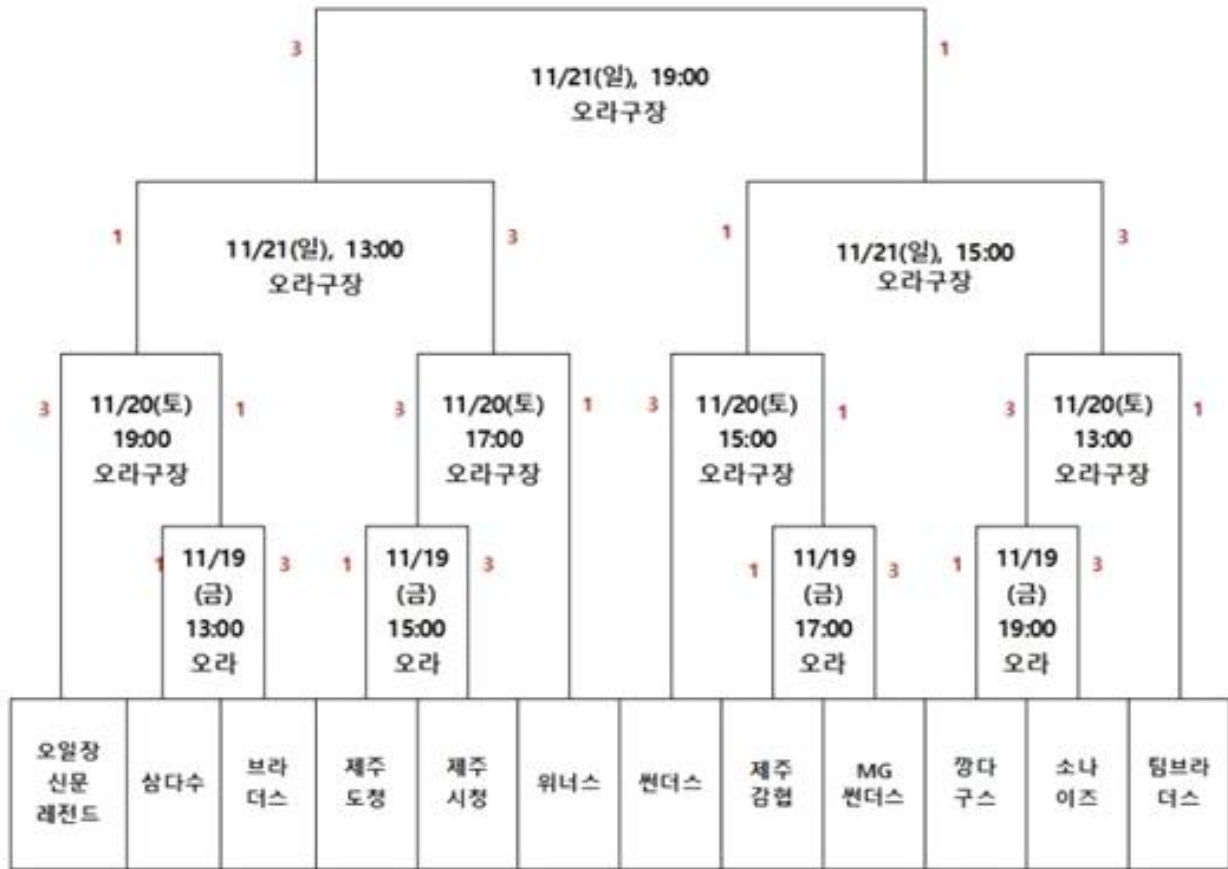 3
1
11/21(일), 19:00
오라구장
1
3
1
3
11/21(일), 13:00
오라구장
11/21(일), 15:00
오라구장
3
1
3
1
3
1
3
1
11/20(토)
19:00
오라구장
11/20(토)
17:00
오라구장
11/20(토)
15:00
오라구장
11/20(토)
13:00
오라구장
1
3
1
3
1
3
1
3
11/19
(금)
13:00
오라
11/19
(금)
15:00
오라
11/19
(금)
17:00
오라
11/19
(금)
19:00
오라
오일장
신문
레전드
삼다수
브라
더스
제주
도청
제주
시청
위너스
썬더스
제주
감협
MG
썬더스
깡다
구스
소나
이즈
팀브라
더스